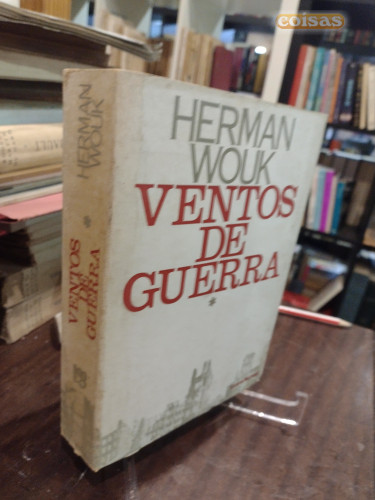 coisas
HERMAN
WOUK
VENTOS
DE
GUERRA
*
HERMAN
WOUK
*
VENTOS
DE
GUERRA